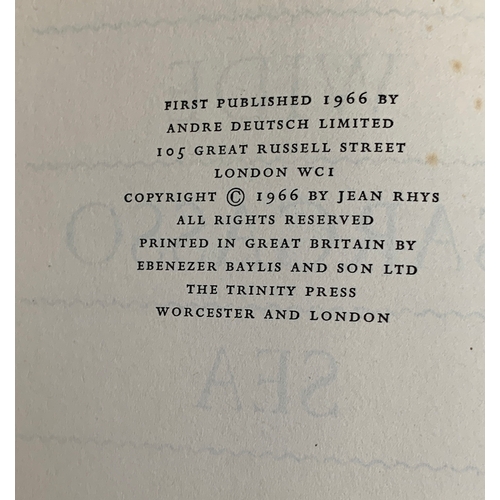 FIRST PUBLISHED 1966 BY
ANDRE DEUTSCH LIMITED
105 GREAT RUSSELL STREET
LONDON WC1
COPYRIGHT © 1966 BY JEAN RHYS
ALL RIGHTS RESERVED
PRINTED IN GREAT BRITAIN BY
EBENEZER BAYLIS AND SON LTD
THE TRINITY PRESS
WORCESTER AND LONDON